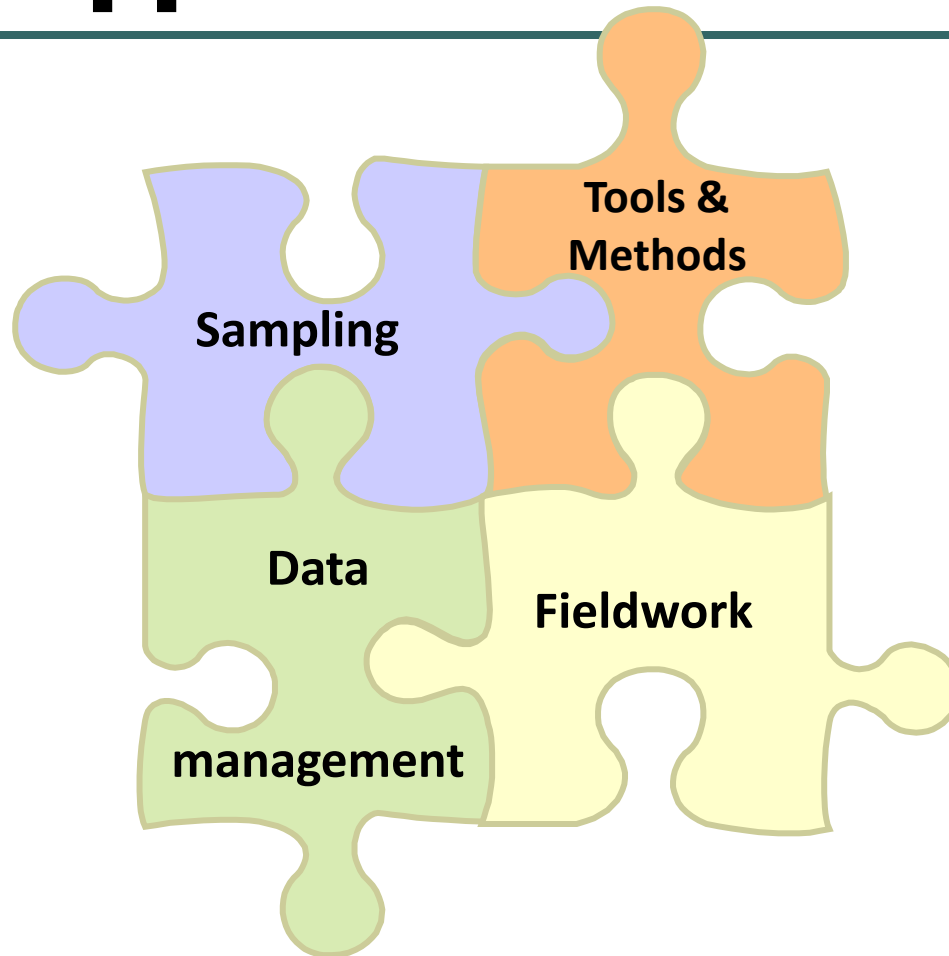 Tools &
Methods
Sampling
Data
Fieldwork
management